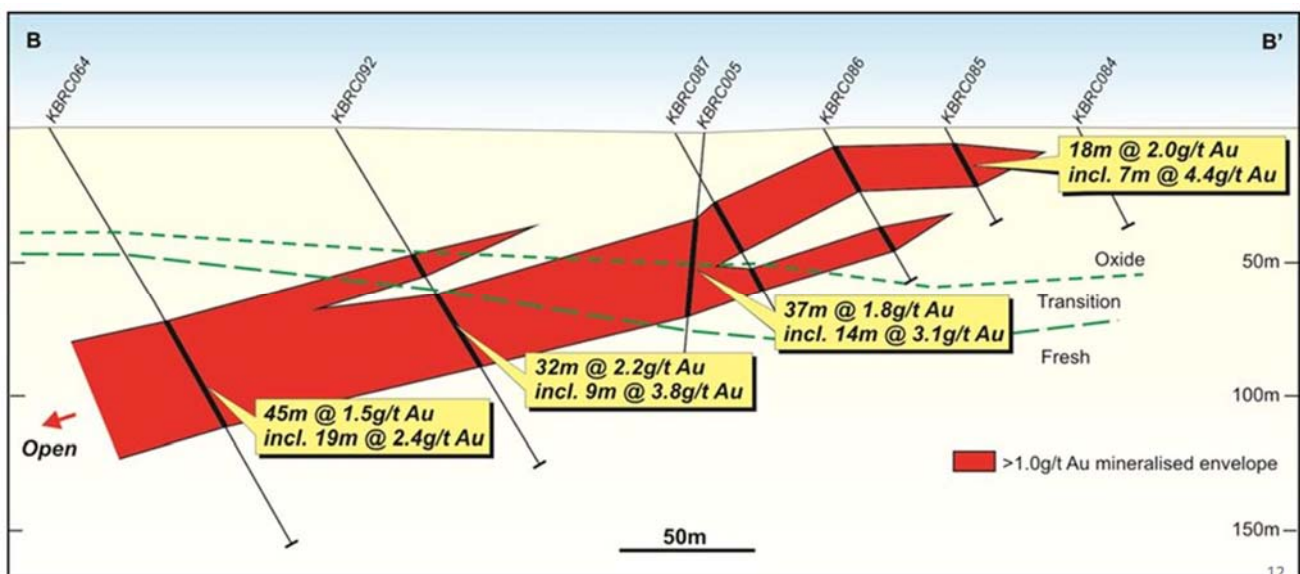 B
B'
KBRC064
KBRC092
KBRC087
KBRC005
KBRC086
KBRC085
KBRC084
18m @ 2.0g/t Au
incl. 7m @ 4.4g/t Au
Oxide
50m
Transition
37m @ 1.8g/t Au
incl. 14m @ 3.1g/t Au
Fresh
32m @ 2.2g/t Au
incl. 9m @ 3.8g/t Au
100m
45m @ 1.5g/t Au
incl. 19m @ 2.4g/t Au
Open
>1.0g/t Au mineralised envelope
50m
150m
12